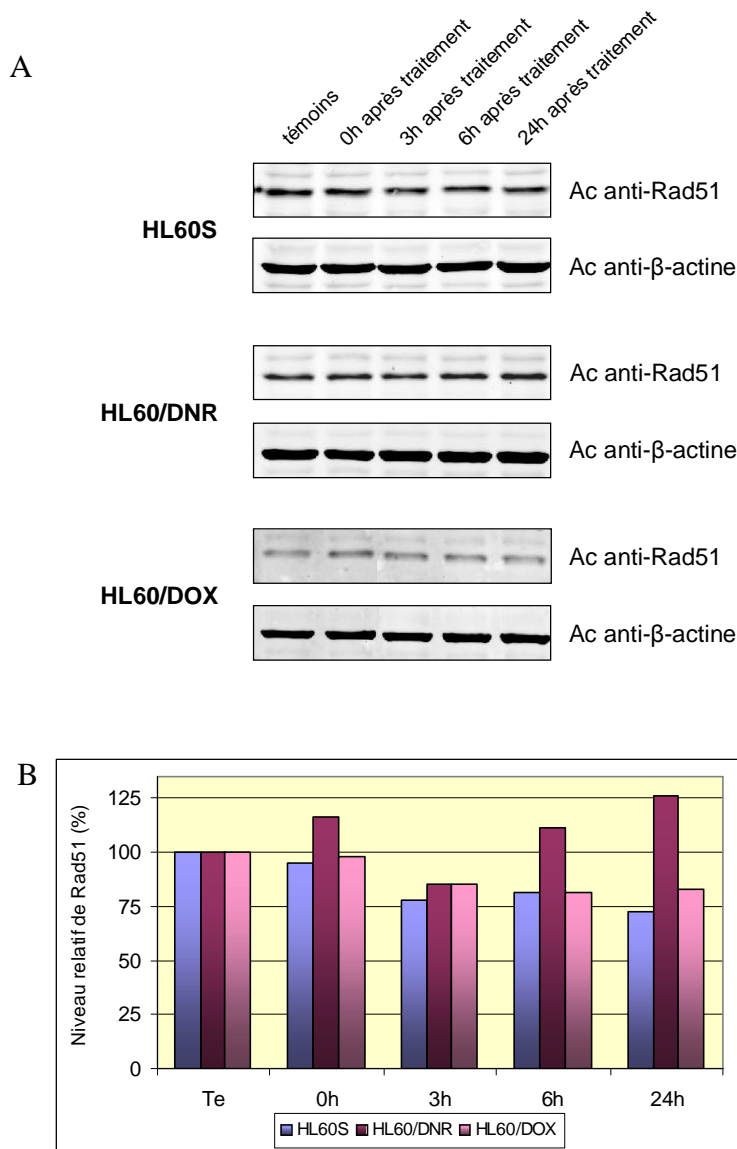 A
témoins
0h après traitement
3h après traitement
6h après traitement
24h après traitement
HL60S
Ac anti-Rad51
Ac anti-β-actine
HL60/DNR
Ac anti-Rad51
Ac anti-β-actine
HL60/DOX
Ac anti-Rad51
Ac anti-β-actine
B
Niveau relatif de Rad51 (%)
125
100
75
50
25
0
Te 0h 3h 6h 24h
HL60S HL60/DNR HL60/DOX